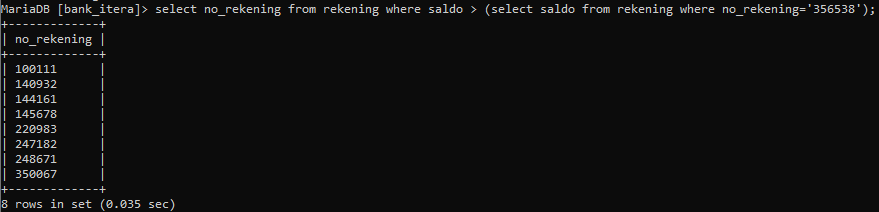 MariaDB [bank_itera]> select no_rekening from rekening where saldo > (select saldo from rekening where no_rekening='356538');
+-------------+
| no_rekening |
+-------------+
| 100111      |
| 140932      |
| 144161      |
| 145678      |
| 220983      |
| 247182      |
| 248671      |
| 350067      |
+-------------+
8 rows in set (0.035 sec)